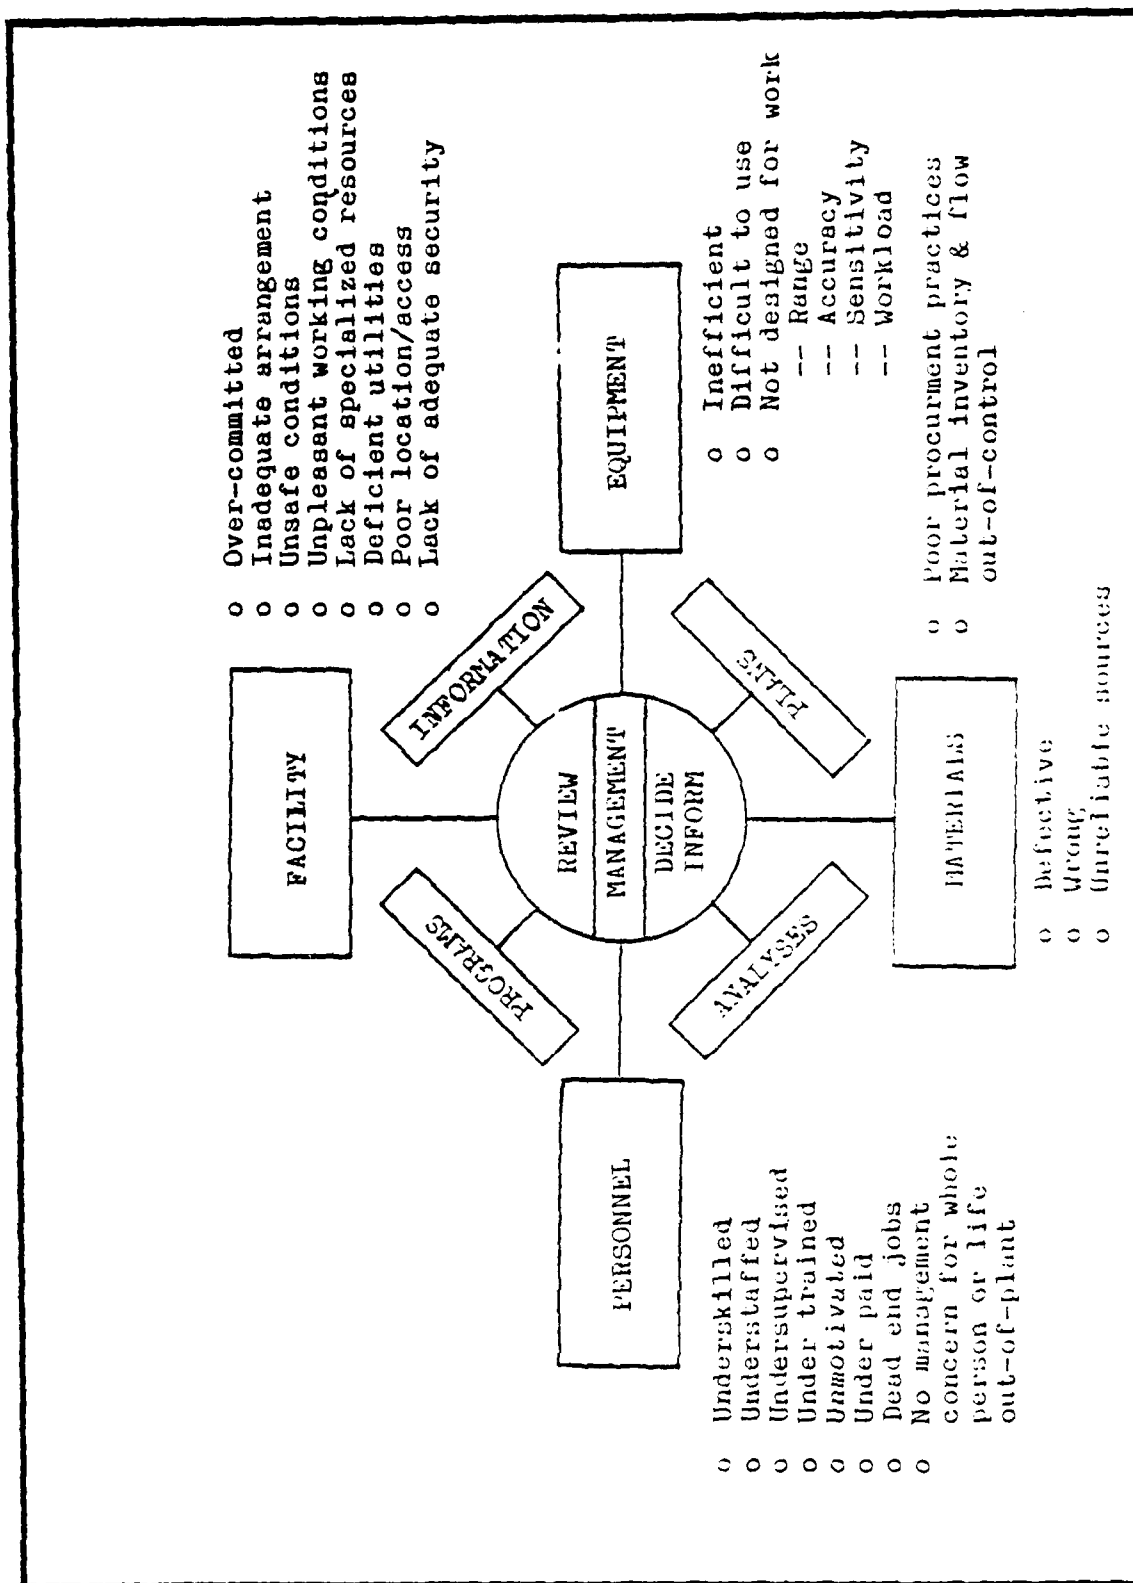 FACILITY
o Over-committed
o Inadequate arrangement
o Unsafe conditions
o Unpleasant working conditions
o Lack of specialized resources
o Deficient utilities
o Poor location/access
o Lack of adequate security
PROGRAMS
INFORMATION
PERSONNEL
REVIEW
MANAGEMENT
DECIDE
INFORM
EQUIPMENT
ANALYSES
PLANS
o Underskilled
o Understaffed
o Undersupervised
o Under trained
o Unmotivated
o Under paid
o Dead end jobs
o No management
concern for whole
person or life
out-of-plant
o Inefficient
o Difficult to use
o Not designed for work
-- Range
-- Accuracy
-- Sensitivity
-- Workload
MATERIALS
o Defective
o Wrong
o Unreliable sources
o Poor procurment practices
o Material inventory & flow
out-of-control